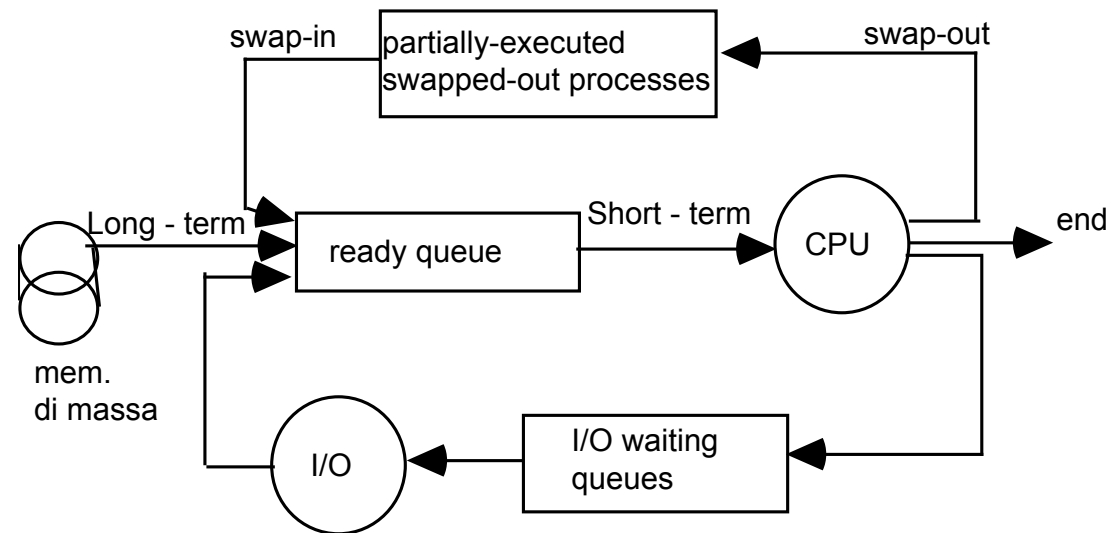 swap-in
partially-executed
swapped-out processes
swap-out
Long - term
ready queue
Short - term
CPU
end
mem.
di massa
I/O
I/O waiting
queues